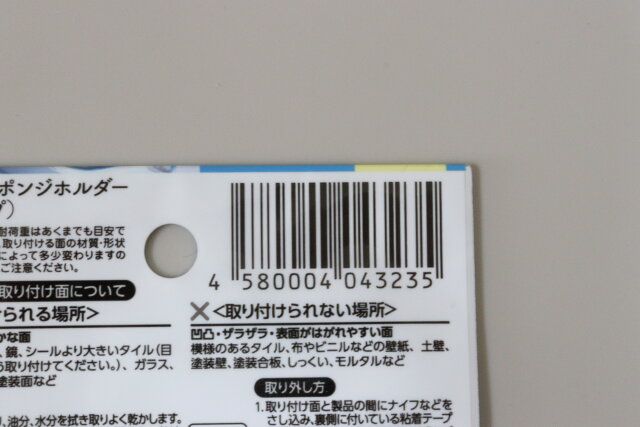 ポンジホルダー
プ）
耐荷重はあくまでも目安で
取り付ける面の材質・形状
によって多少変わりますの
ご注意ください。
取り付け面について
られる場所>
かな面
、鏡、シールより大きいタイル（目
取り付けてください。）、ガラス、
塗装面など
、油分、水分を拭き取りよく乾かします。
4 580004 043235
×<取り付けられない場所>
凹凸・ザラザラ・表面がはがれやすい面
模様のあるタイル、布やビニルなどの壁紙、土壁、
塗装壁、塗装合板、しっくい、モルタルなど
取り外し方
1.取り付け面と製品の間にナイフなどを
さし込み、裏側に付いている粘着テープ